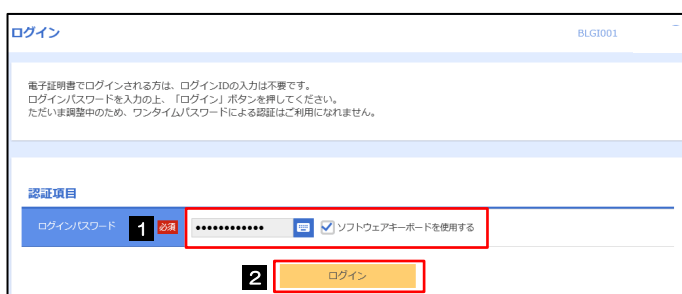 ログイン
BLGI001
電子証明書でログインされる方は、ログインIDの入力は不要です。
ログインパスワードを入力の上、「ログイン」ボタンを押してください。
ただいま調整中のため、ワンタイムパスワードによる認証はご利用になれません。
認証項目
ログインパスワード 1 必須 •••••••••••• ソフトウェアキーボードを使用する
2 ログイン